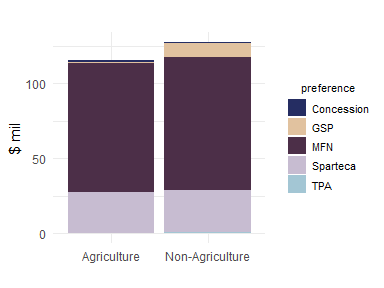 $ mil
100
50
0
Agriculture
Non-Agriculture
preference
Concession
GSP
MFN
Sparteca
TPA